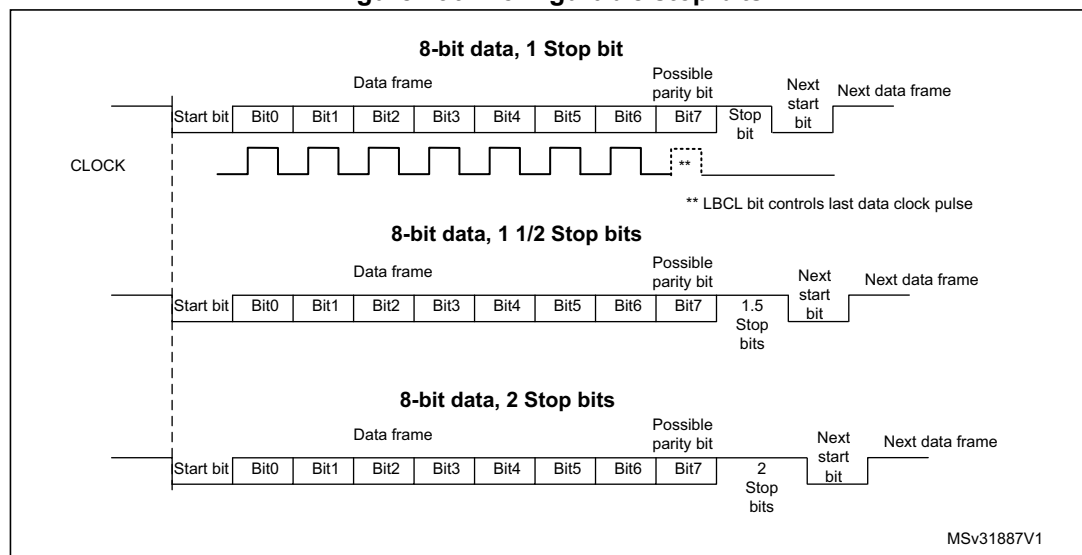 8-bit data, 1 Stop bit
Data frame
Possible parity bit
Next start bit
Next data frame
Start bit Bit0 Bit1 Bit2 Bit3 Bit4 Bit5 Bit6 Bit7 Stop bit
CLOCK
**
** LBCL bit controls last data clock pulse
8-bit data, 1 1/2 Stop bits
Data frame
Possible parity bit
Next start bit
Next data frame
Start bit Bit0 Bit1 Bit2 Bit3 Bit4 Bit5 Bit6 Bit7 1.5 Stop bits
8-bit data, 2 Stop bits
Data frame
Possible parity bit
Next start bit
Next data frame
Start bit Bit0 Bit1 Bit2 Bit3 Bit4 Bit5 Bit6 Bit7 2 Stop bits
MSv31887V1